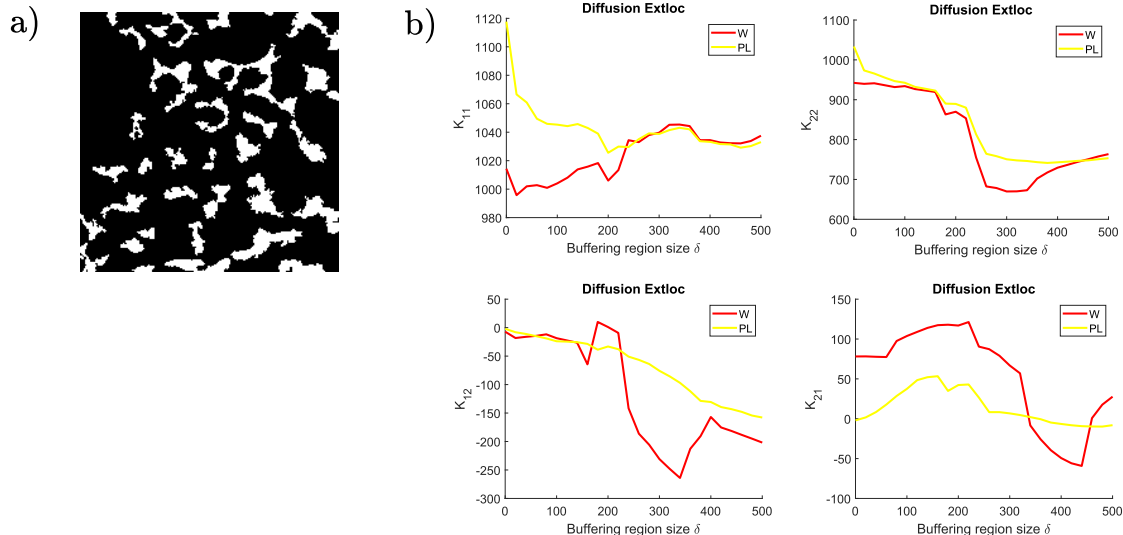 a)
b)
Diffusion Extloc
W
PL
1120
1100
1080
1060
1040
1020
1000
980
K11
0 100 200 300 400 500
Buffering region size δ
Diffusion Extloc
W
PL
1100
1000
900
800
700
600
K22
0 100 200 300 400 500
Buffering region size δ
Diffusion Extloc
W
PL
50
0
-50
-100
-150
-200
-250
-300
K12
0 100 200 300 400 500
Buffering region size δ
Diffusion Extloc
W
PL
150
100
50
0
-50
-100
K21
0 100 200 300 400 500
Buffering region size δ